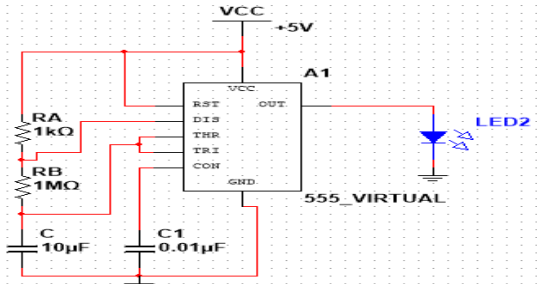 VCC
+5V
A1
VCC
RST
OUT
DIS
THR
TRI
CON
GND
555_VIRTUAL
LED2
RA
1kΩ
RB
1MΩ
C
10µF
C1
0.01µF